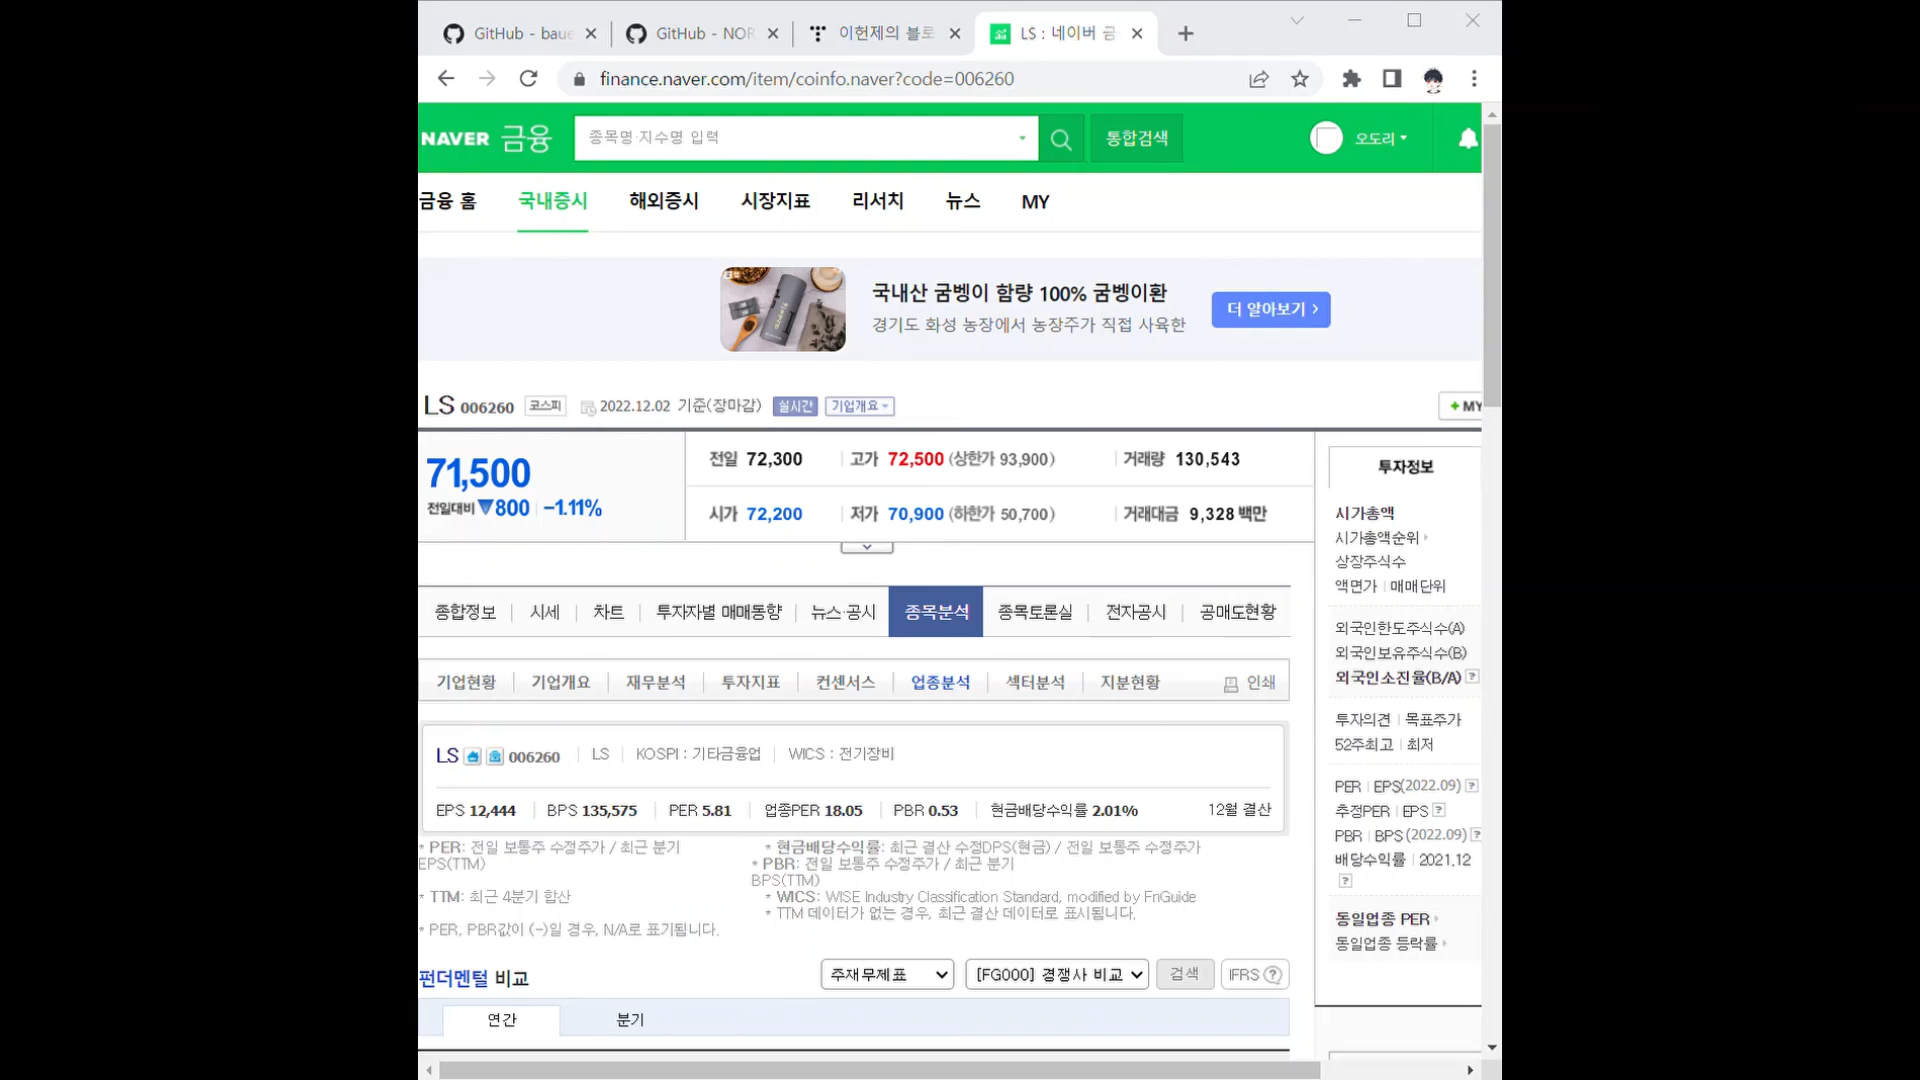 GitHub - baue
GitHub - NOR
이헌제의 블로
LS : 네이버 금
finance.naver.com/item/coinfo.naver?code=006260
NAVER 금융
종목명·지수명 입력
통합검색
오도리
금융 홈 국내증시 해외증시 시장지표 리서치 뉴스 MY
국내산 굼벵이 함량 100% 굼벵이환
경기도 화성 농장에서 농장주가 직접 사육한
더 알아보기 >
LS 006260 코스피 2022.12.02 기준(장마감) 실시간 기업개요
+ MY
71,500
전일대비 ▼800 -1.11%
전일 72,300 고가 72,500 (상한가 93,900) 거래량 130,543
시가 72,200 저가 70,900 (하한가 50,700) 거래대금 9,328 백만
종합정보 시세 차트 투자자별 매매동향 뉴스·공시 종목분석 종목토론실 전자공시 공매도현황
기업현황 기업개요 재무분석 투자지표 컨센서스 업종분석 섹터분석 지분현황 인쇄
LS 006260 LS KOSPI : 기타금융업 WICS : 전기장비
EPS 12,444 BPS 135,575 PER 5.81 업종PER 18.05 PBR 0.53 현금배당수익률 2.01% 12월 결산
* PER: 전일 보통주 수정주가 / 최근 분기
EPS(TTM)
* TTM: 최근 4분기 합산
* PER, PBR값이 (-)일 경우, N/A로 표기됩니다.
* 현금배당수익률: 최근 결산 수정DPS(현금) / 전일 보통주 수정주가
* PBR: 전일 보통주 수정주가 / 최근 분기
BPS(TTM)
* WICS: WISE Industry Classification Standard, modified by FnGuide
* TTM 데이터가 없는 경우, 최근 결산 데이터로 표시됩니다.
펀더멘털 비교
주재무제표 [FG000] 경쟁사 비교 검색 IFRS ?
연간 분기
투자정보
시가총액
시가총액순위
상장주식수
액면가 매매단위
외국인한도주식수(A)
외국인보유주식수(B)
외국인소진율(B/A) ?
투자의견 목표주가
52주최고 최저
PER EPS(2022.09) ?
추정PER EPS ?
PBR BPS (2022.09) ?
배당수익률 2021.12
?
동일업종 PER
동일업종 등락률